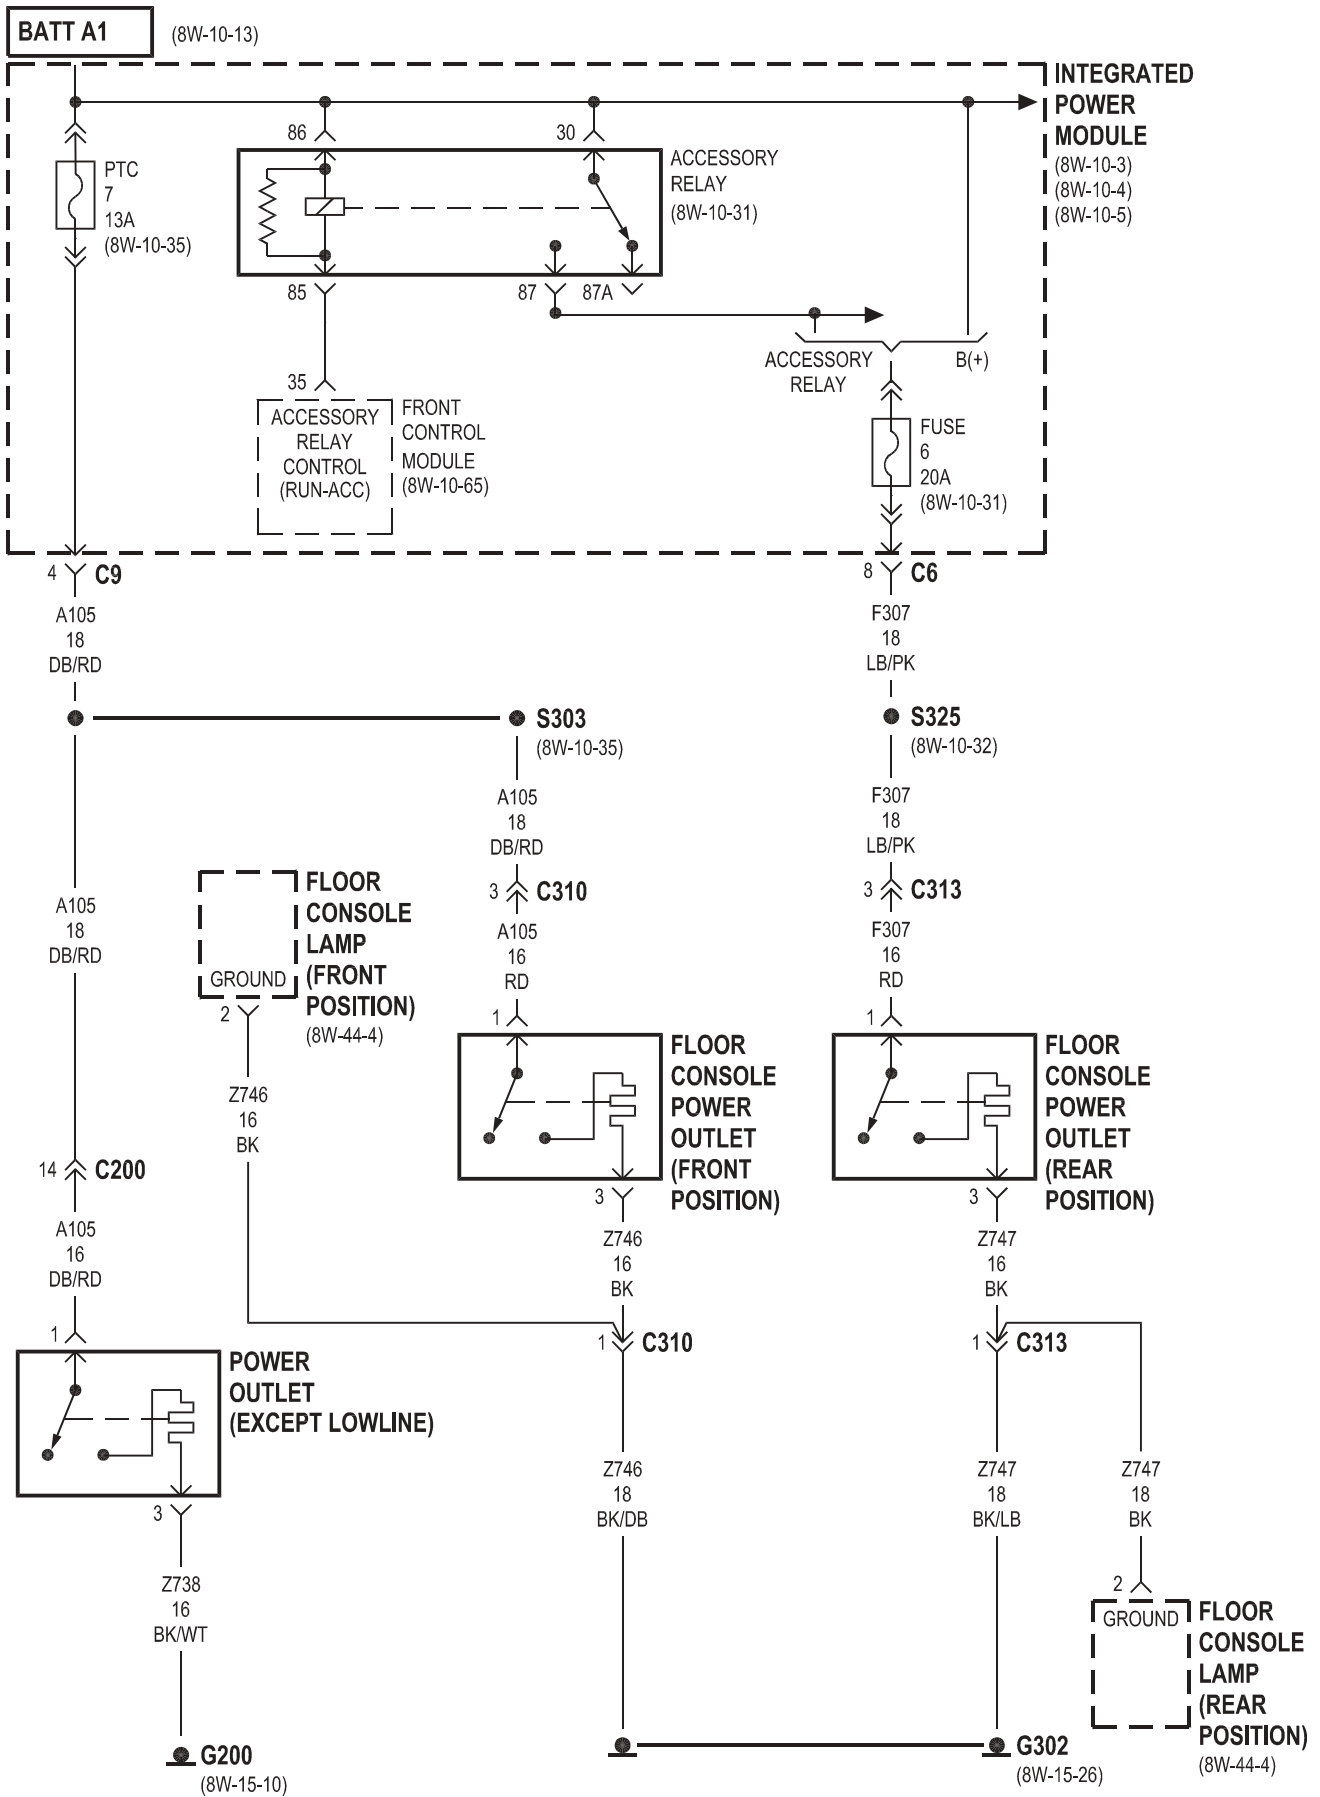 BATT A1
(8W-10-13)
INTEGRATED
POWER
MODULE
(8W-10-3)
(8W-10-4)
(8W-10-5)
86
30
PTC
7
13A
(8W-10-35)
ACCESSORY
RELAY
(8W-10-31)
85
87
87A
ACCESSORY
RELAY
B(+)
35
ACCESSORY
RELAY
CONTROL
(RUN-ACC)
FRONT
CONTROL
MODULE
(8W-10-65)
FUSE
6
20A
(8W-10-31)
4
C9
8
C6
A105
18
DB/RD
F307
18
LB/PK
S303
(8W-10-35)
S325
(8W-10-32)
A105
18
DB/RD
F307
18
LB/PK
A105
18
DB/RD
FLOOR
CONSOLE
LAMP
(FRONT
POSITION)
(8W-44-4)
GROUND
2
3
C310
3
C313
A105
16
RD
F307
16
RD
1
1
FLOOR
CONSOLE
POWER
OUTLET
(FRONT
POSITION)
FLOOR
CONSOLE
POWER
OUTLET
(REAR
POSITION)
Z746
16
BK
14
C200
3
3
A105
16
DB/RD
Z746
16
BK
Z747
16
BK
1
1
C310
1
C313
POWER
OUTLET
(EXCEPT LOWLINE)
3
Z746
18
BK/DB
Z747
18
BK/LB
Z747
18
BK
Z738
16
BK/WT
2
GROUND
FLOOR
CONSOLE
LAMP
(REAR
POSITION)
(8W-44-4)
G200
(8W-15-10)
G302
(8W-15-26)